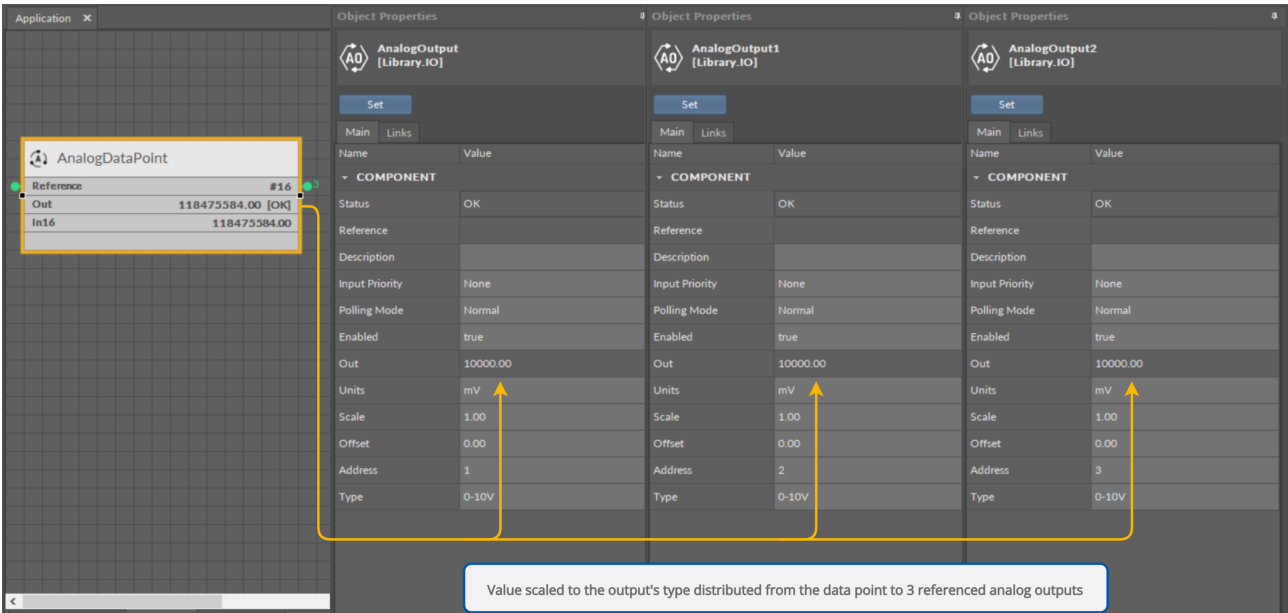 Application ×
AnalogDataPoint
Reference #16 3
Out 118475584.00 [OK]
In16 118475584.00
Object Properties
AO
AnalogOutput
[Library.IO]
Set
Main Links
Name Value
COMPONENT
Status OK
Reference
Description
Input Priority None
Polling Mode Normal
Enabled true
Out 10000.00
Units mV
Scale 1.00
Offset 0.00
Address 1
Type 0-10V
Object Properties
AO
AnalogOutput1
[Library.IO]
Set
Main Links
Name Value
COMPONENT
Status OK
Reference
Description
Input Priority None
Polling Mode Normal
Enabled true
Out 10000.00
Units mV
Scale 1.00
Offset 0.00
Address 2
Type 0-10V
Object Properties
AO
AnalogOutput2
[Library.IO]
Set
Main Links
Name Value
COMPONENT
Status OK
Reference
Description
Input Priority None
Polling Mode Normal
Enabled true
Out 10000.00
Units mV
Scale 1.00
Offset 0.00
Address 3
Type 0-10V
Value scaled to the output's type distributed from the data point to 3 referenced analog outputs